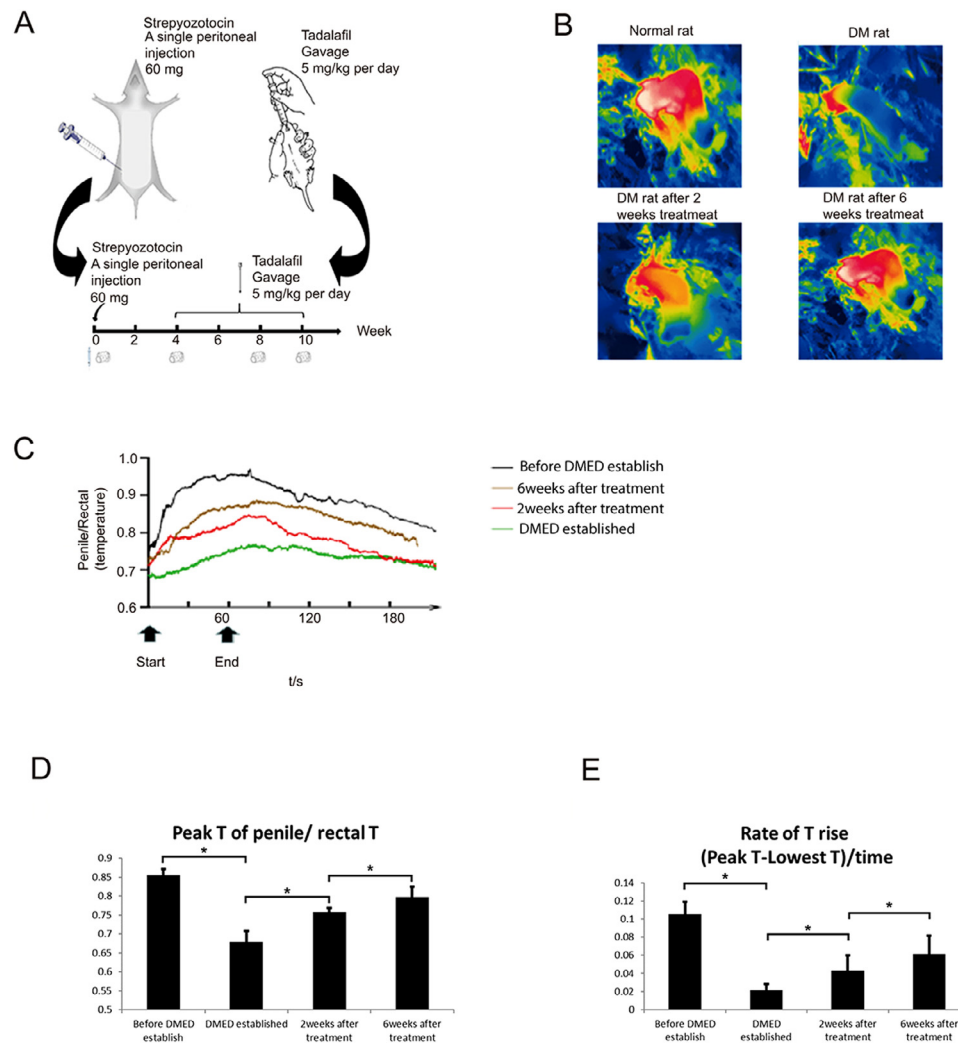 A
Strepyozotocin
A single peritoneal
injection
60 mg
Tadalafil
Gavage
5 mg/kg per day
Strepyozotocin
A single peritoneal
injection
60 mg
Tadalafil
Gavage
5 mg/kg per day
0 2 4 6 8 10 Week
B
Normal rat
DM rat
DM rat after 2
weeks treatmeat
DM rat after 6
weeks treatmeat
C
Penile/Rectal
(temperature)
1.0
0.9
0.8
0.7
0.6
60 120 180
Start
End
t/s
Before DMED establish
6weeks after treatment
2weeks after treatment
DMED established
D
Peak T of penile/ rectal T
0.9
0.85
0.8
0.75
0.7
0.65
0.6
0.55
0.5
*
*
*
Before DMED
establish
DMED established
2weeks after
treatment
6weeks after
treatment
E
Rate of T rise
(Peak T-Lowest T)/time
0.14
0.12
0.1
0.08
0.06
0.04
0.02
0
*
*
*
Before DMED
establish
DMED
established
2weeks after
treatment
6weeks after
treatment